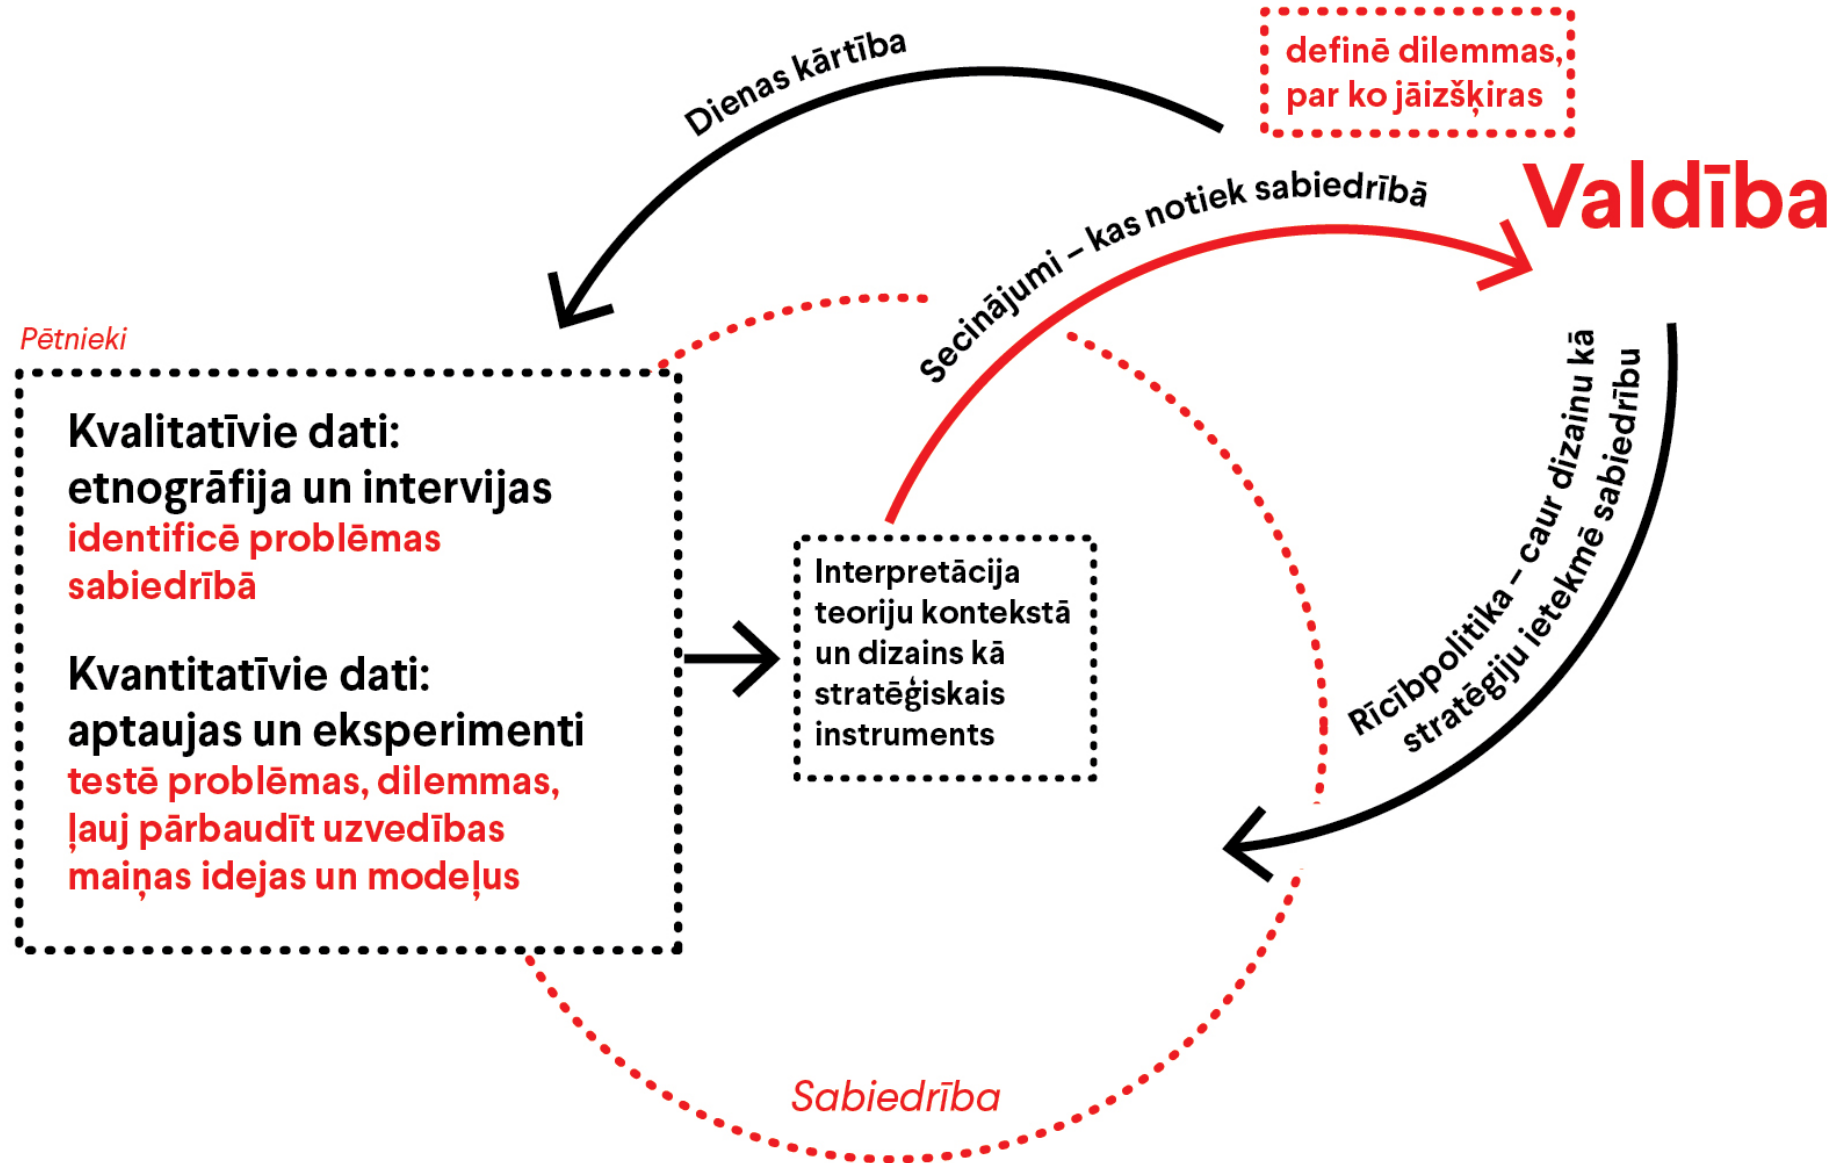 Dienas kārtība
definē dilemmas,
par ko jāizšķiras
Valdība
Secinājumi – kas notiek sabiedrībā
Pētnieki
Kvalitatīvie dati:
etnogrāfija un intervijas
identificē problēmas
sabiedrībā
Kvantitatīvie dati:
aptaujas un eksperimenti
testē problēmas, dilemmas,
ļauj pārbaudīt uzvedības
maiņas idejas un modeļus
Interpretācija
teoriju kontekstā
un dizains kā
stratēģiskais
instruments
Rīcībpolitika – caur dizainu kā
stratēgiju ietekmē sabiedrību
Sabiedrība